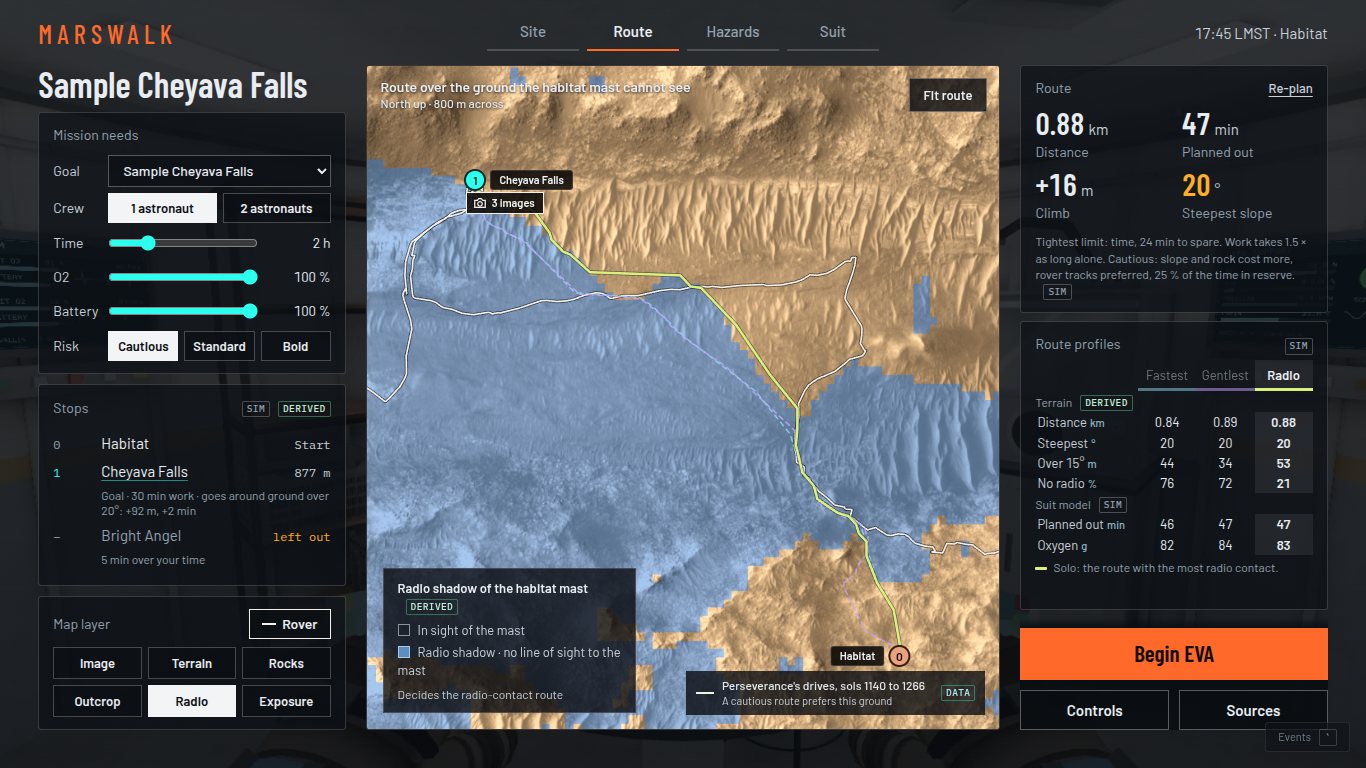 MARSWALK
Site
Route
Hazards
Suit
17:45 LMST · Habitat
Sample Cheyava Falls
Mission needs
Goal
Sample Cheyava Falls
Crew
1 astronaut
2 astronauts
Time
2 h
O2
100 %
Battery
100 %
Risk
Cautious
Standard
Bold
Stops
SIM
DERIVED
0
Habitat
Start
1
Cheyava Falls
877 m
Goal · 30 min work · goes around ground over
20°: +92 m, +2 min
–
Bright Angel
left out
5 min over your time
Map layer
Rover
Image
Terrain
Rocks
Outcrop
Radio
Exposure
Route over the ground the habitat mast cannot see
North up · 800 m across
Fit route
1
Cheyava Falls
3 images
Radio shadow of the habitat mast
DERIVED
In sight of the mast
Radio shadow · no line of sight to the
mast
Decides the radio-contact route
Habitat
0
Perseverance's drives, sols 1140 to 1266
A cautious route prefers this ground
DATA
Route
Re-plan
0.88 km
Distance
47 min
Planned out
+16 m
Climb
20 °
Steepest slope
Tightest limit: time, 24 min to spare. Work takes 1.5 ×
as long alone. Cautious: slope and rock cost more,
rover tracks preferred, 25 % of the time in reserve.
SIM
Route profiles
SIM
Fastest Gentlest Radio
Terrain DERIVED
Distance km 0.84 0.89 0.88
Steepest ° 20 20 20
Over 15° m 44 34 53
No radio % 76 72 21
Suit model SIM
Planned out min 46 47 47
Oxygen g 82 84 83
Solo: the route with the most radio contact.
Begin EVA
Controls
Sources
Events `